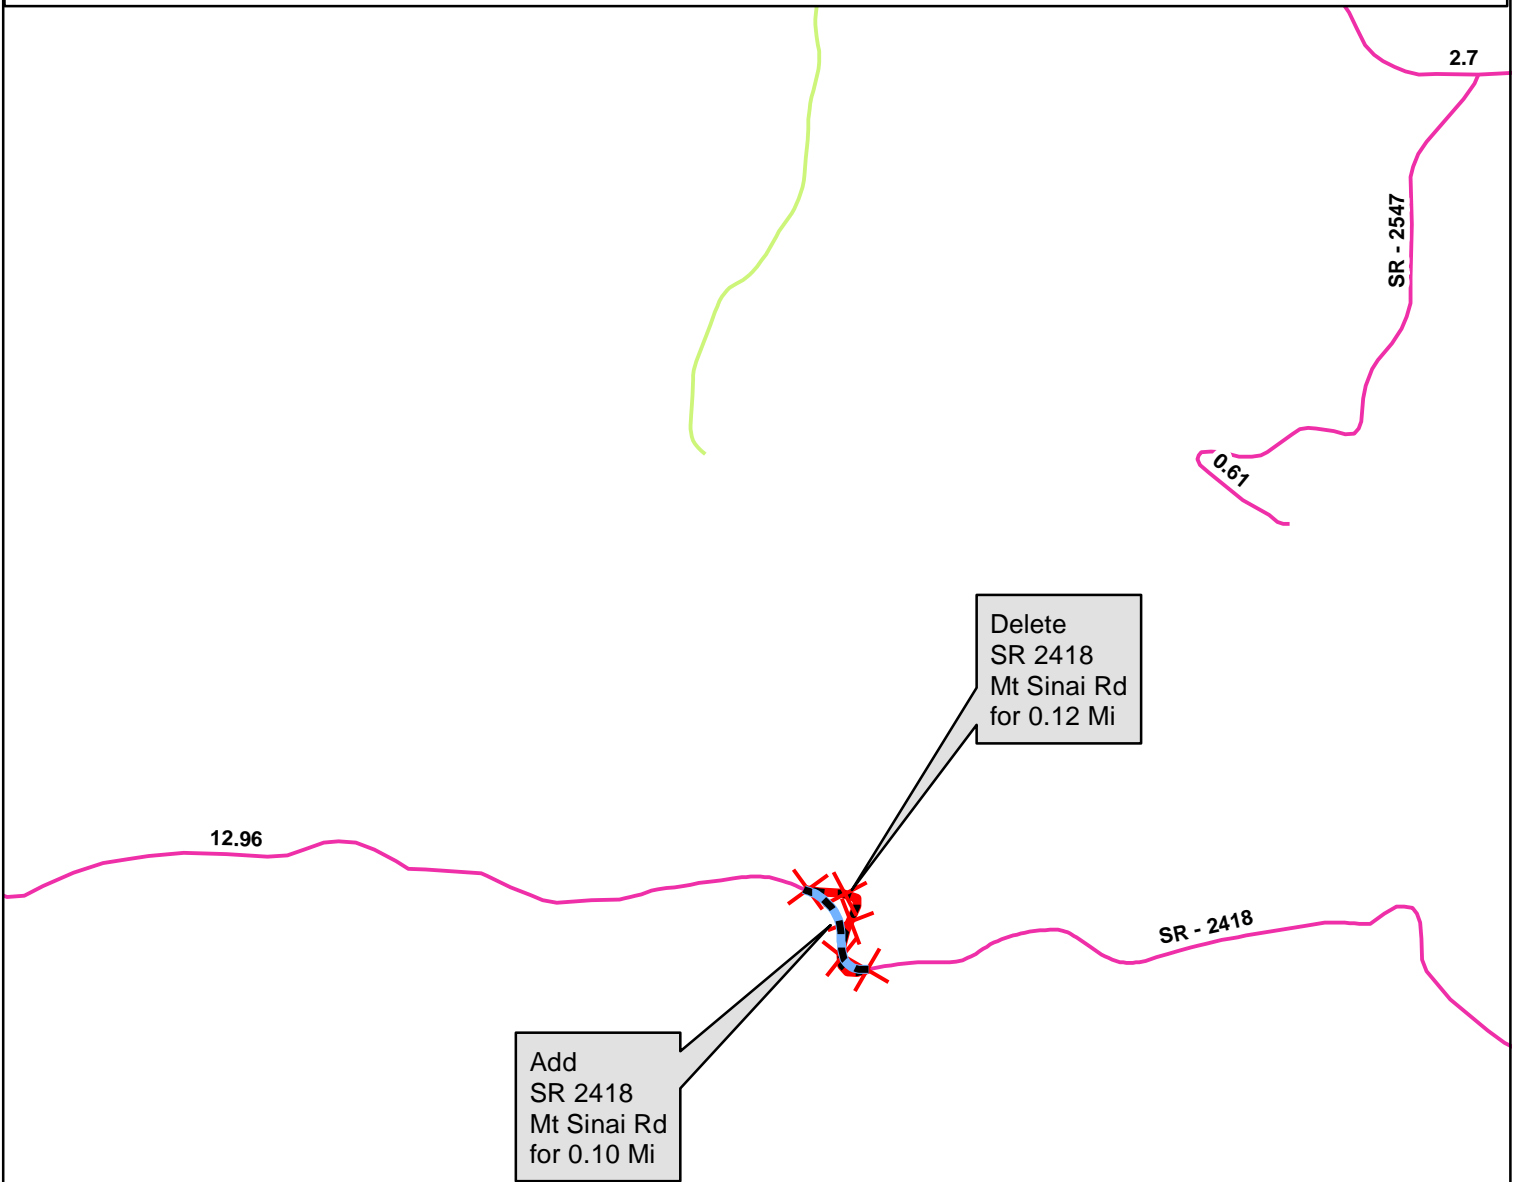 2.7
SR - 2547
0.61
Delete
SR 2418
Mt Sinai Rd
for 0.12 Mi
12.96
SR - 2418
Add
SR 2418
Mt Sinai Rd
for 0.10 Mi